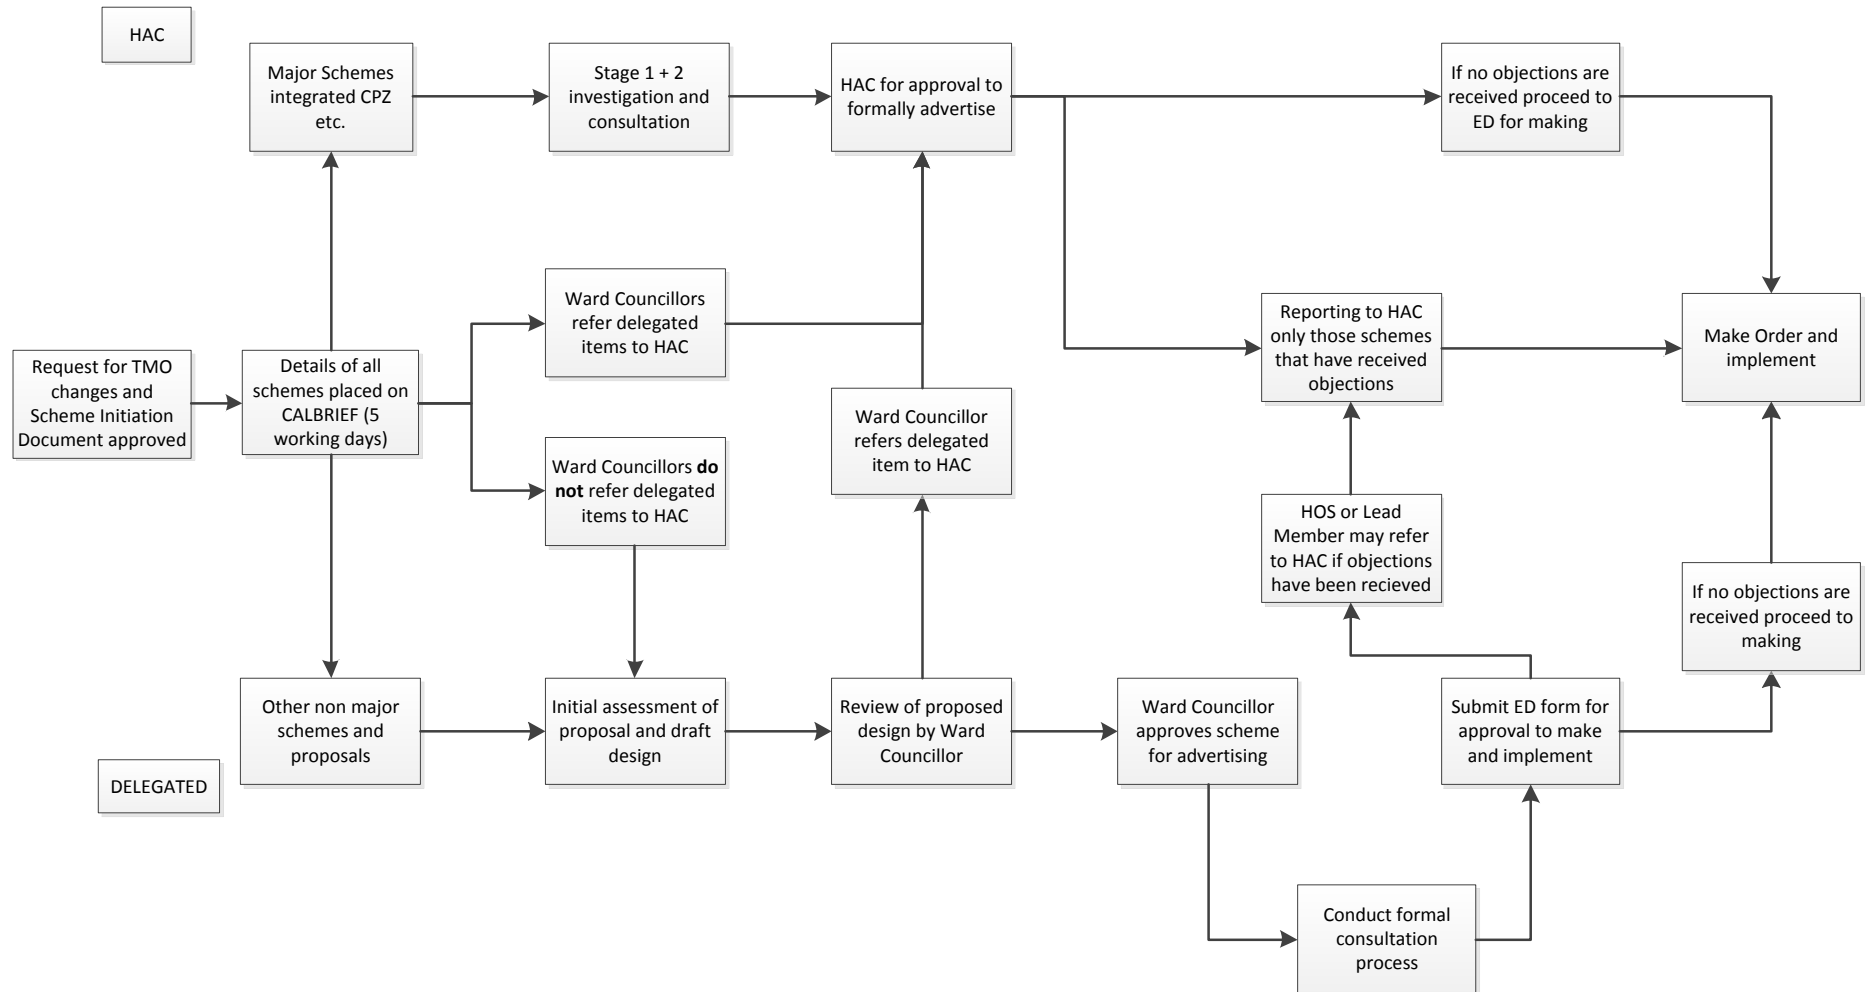 HAC
Major Schemes
integrated CPZ
etc.
Stage 1 + 2
investigation and
consultation
HAC for approval to
formally advertise
If no objections are
received proceed to
ED for making
Ward Councillors
refer delegated
items to HAC
Reporting to HAC
only those schemes
that have received
objections
Make Order and
implement
Request for TMO
changes and
Scheme Initiation
Document approved
Details of all
schemes placed on
CALBRIEF (5
working days)
Ward Councillor
refers delegated
item to HAC
Ward Councillors do
not refer delegated
items to HAC
HOS or Lead
Member may refer
to HAC if objections
have been recieved
If no objections are
received proceed to
making
Other non major
schemes and
proposals
Initial assessment of
proposal and draft
design
Review of proposed
design by Ward
Councillor
Ward Councillor
approves scheme
for advertising
Submit ED form for
approval to make
and implement
DELEGATED
Conduct formal
consultation
process